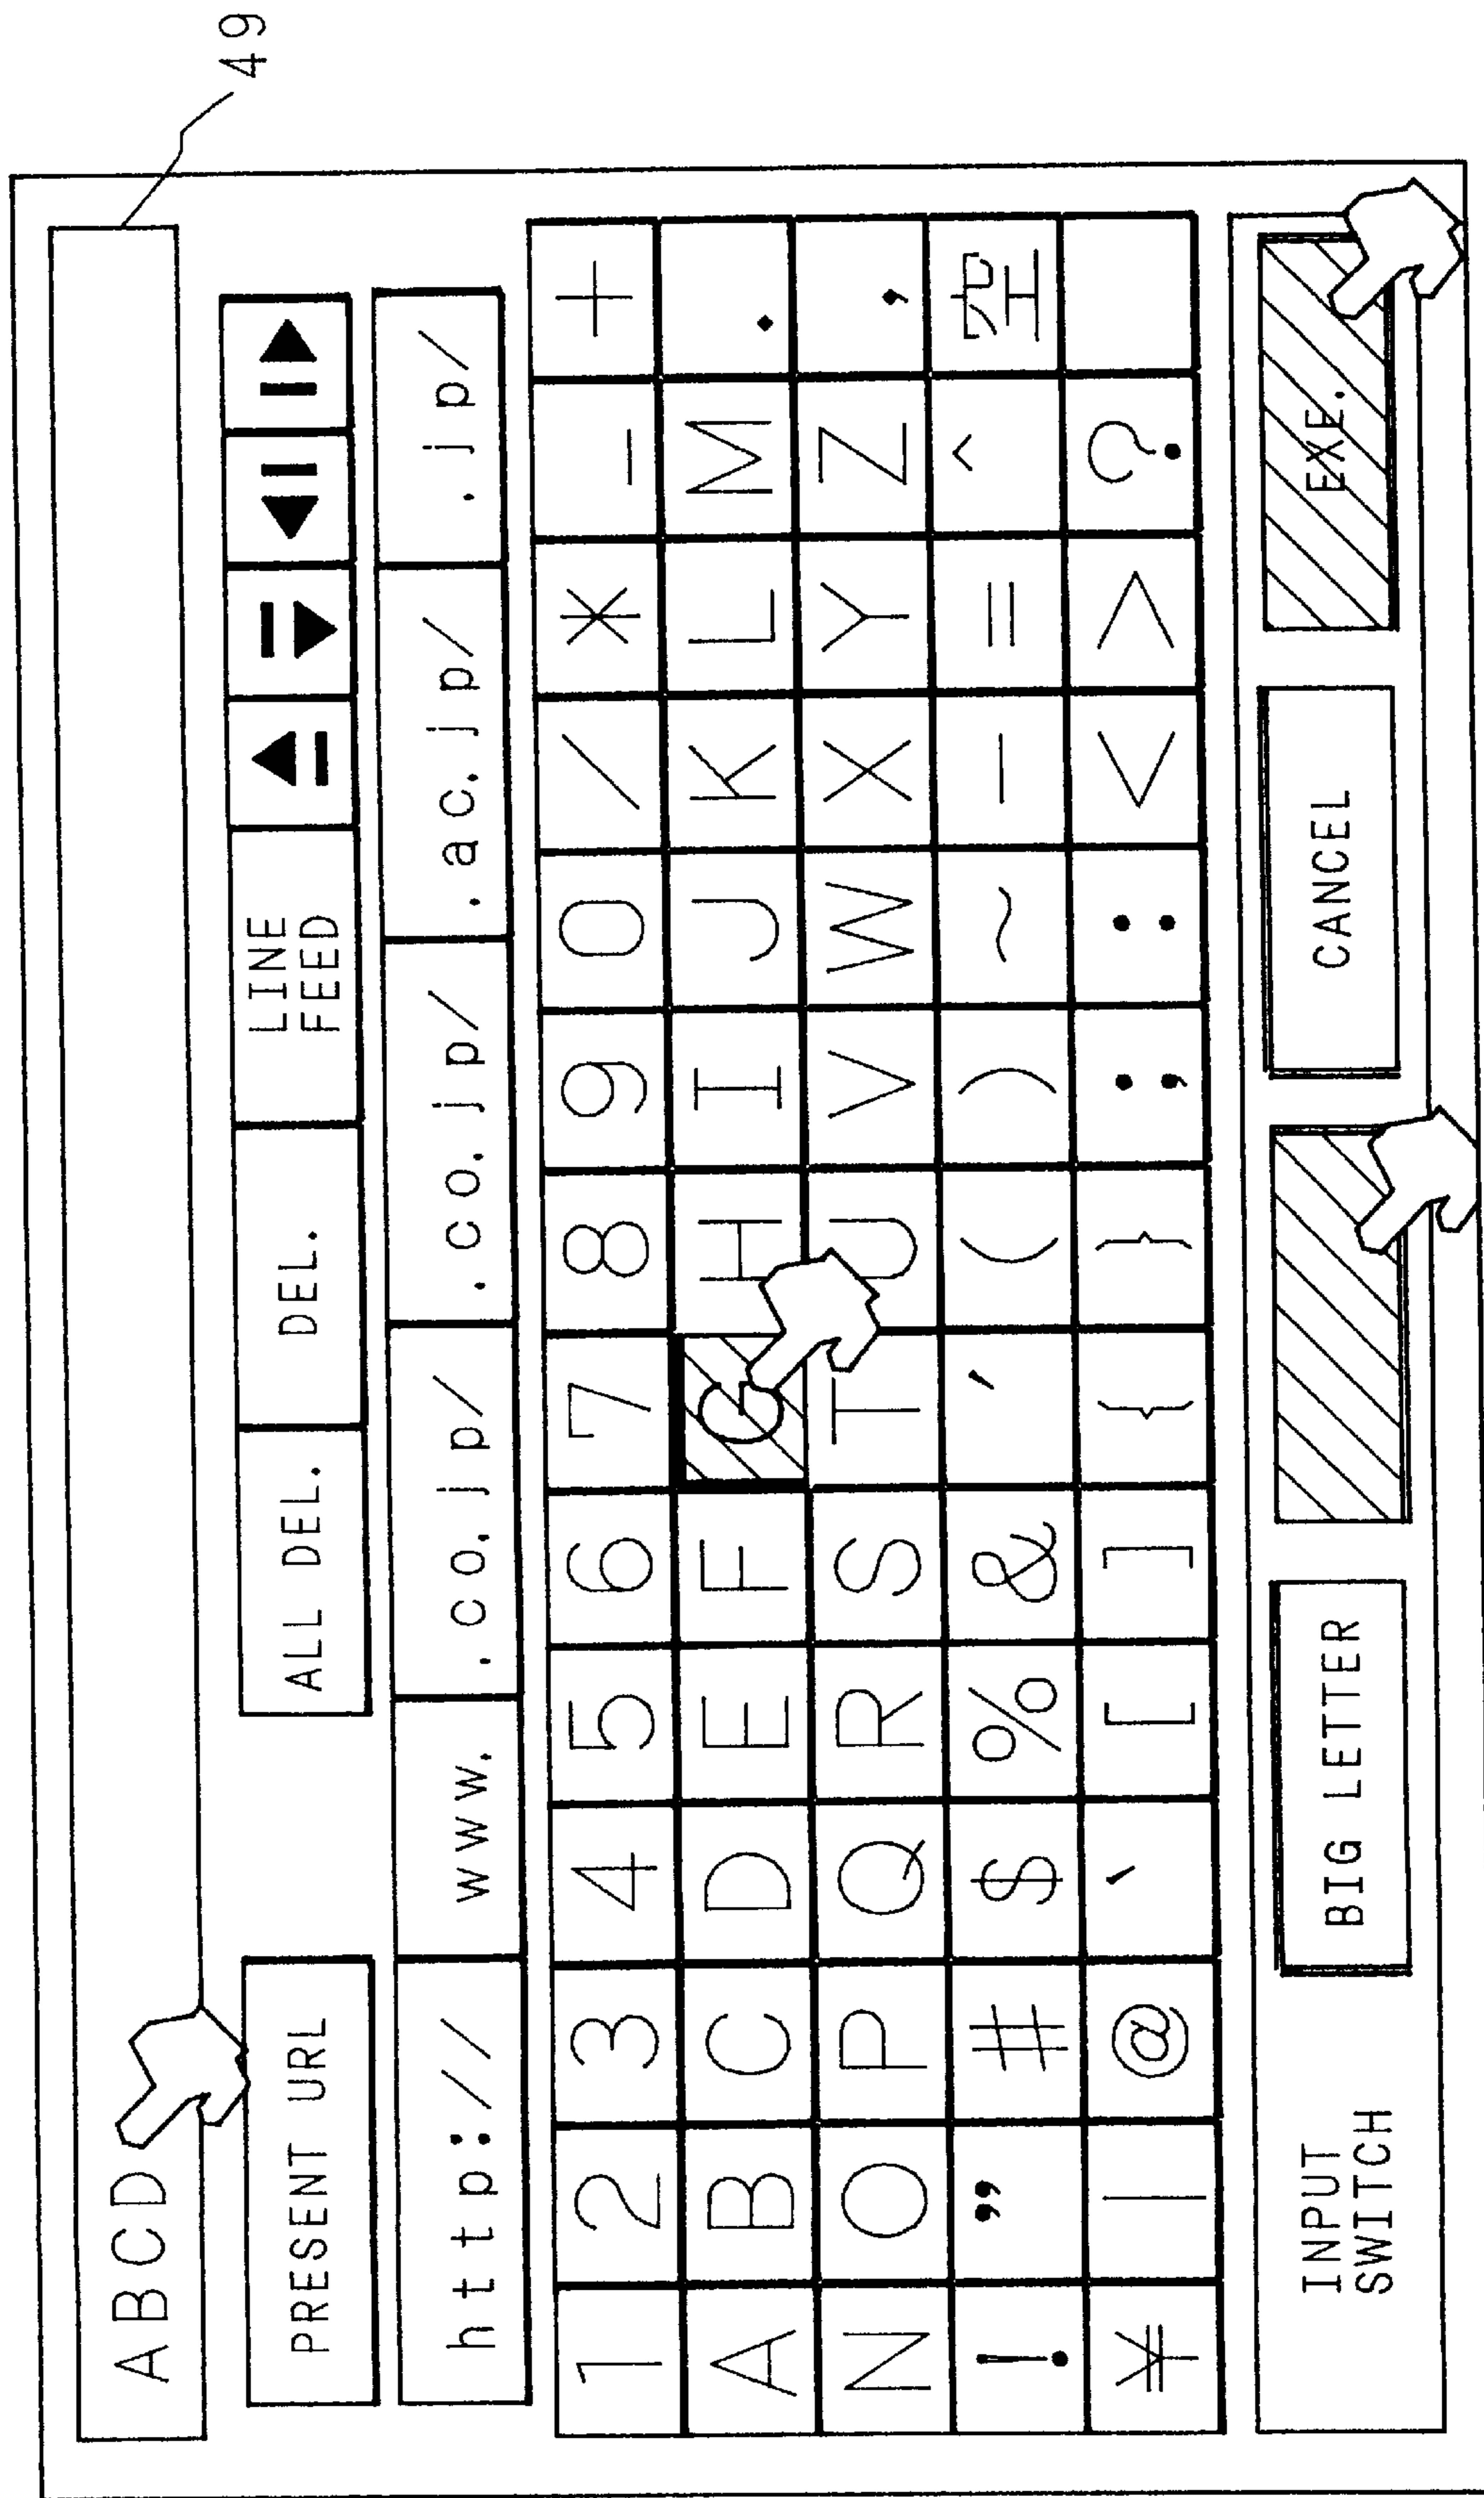 49
ABCD
PRESENT URL ALL DEL. DEL. LINE FEED
http:// www. .co.jp/ .co.jp/ .ac.jp/ .jp/
1 2 3 4 5 6 7 8 9 0 / * - +
A B C D E F G H I J K L M .
N O P Q R S T U V W X Y Z ,
! " # $ % & ' ( ) ~ - = ^ 空
¥ | @ ` [ ] { } ; : < > ?
INPUT SWITCH BIG LETTER CANCEL EXE.